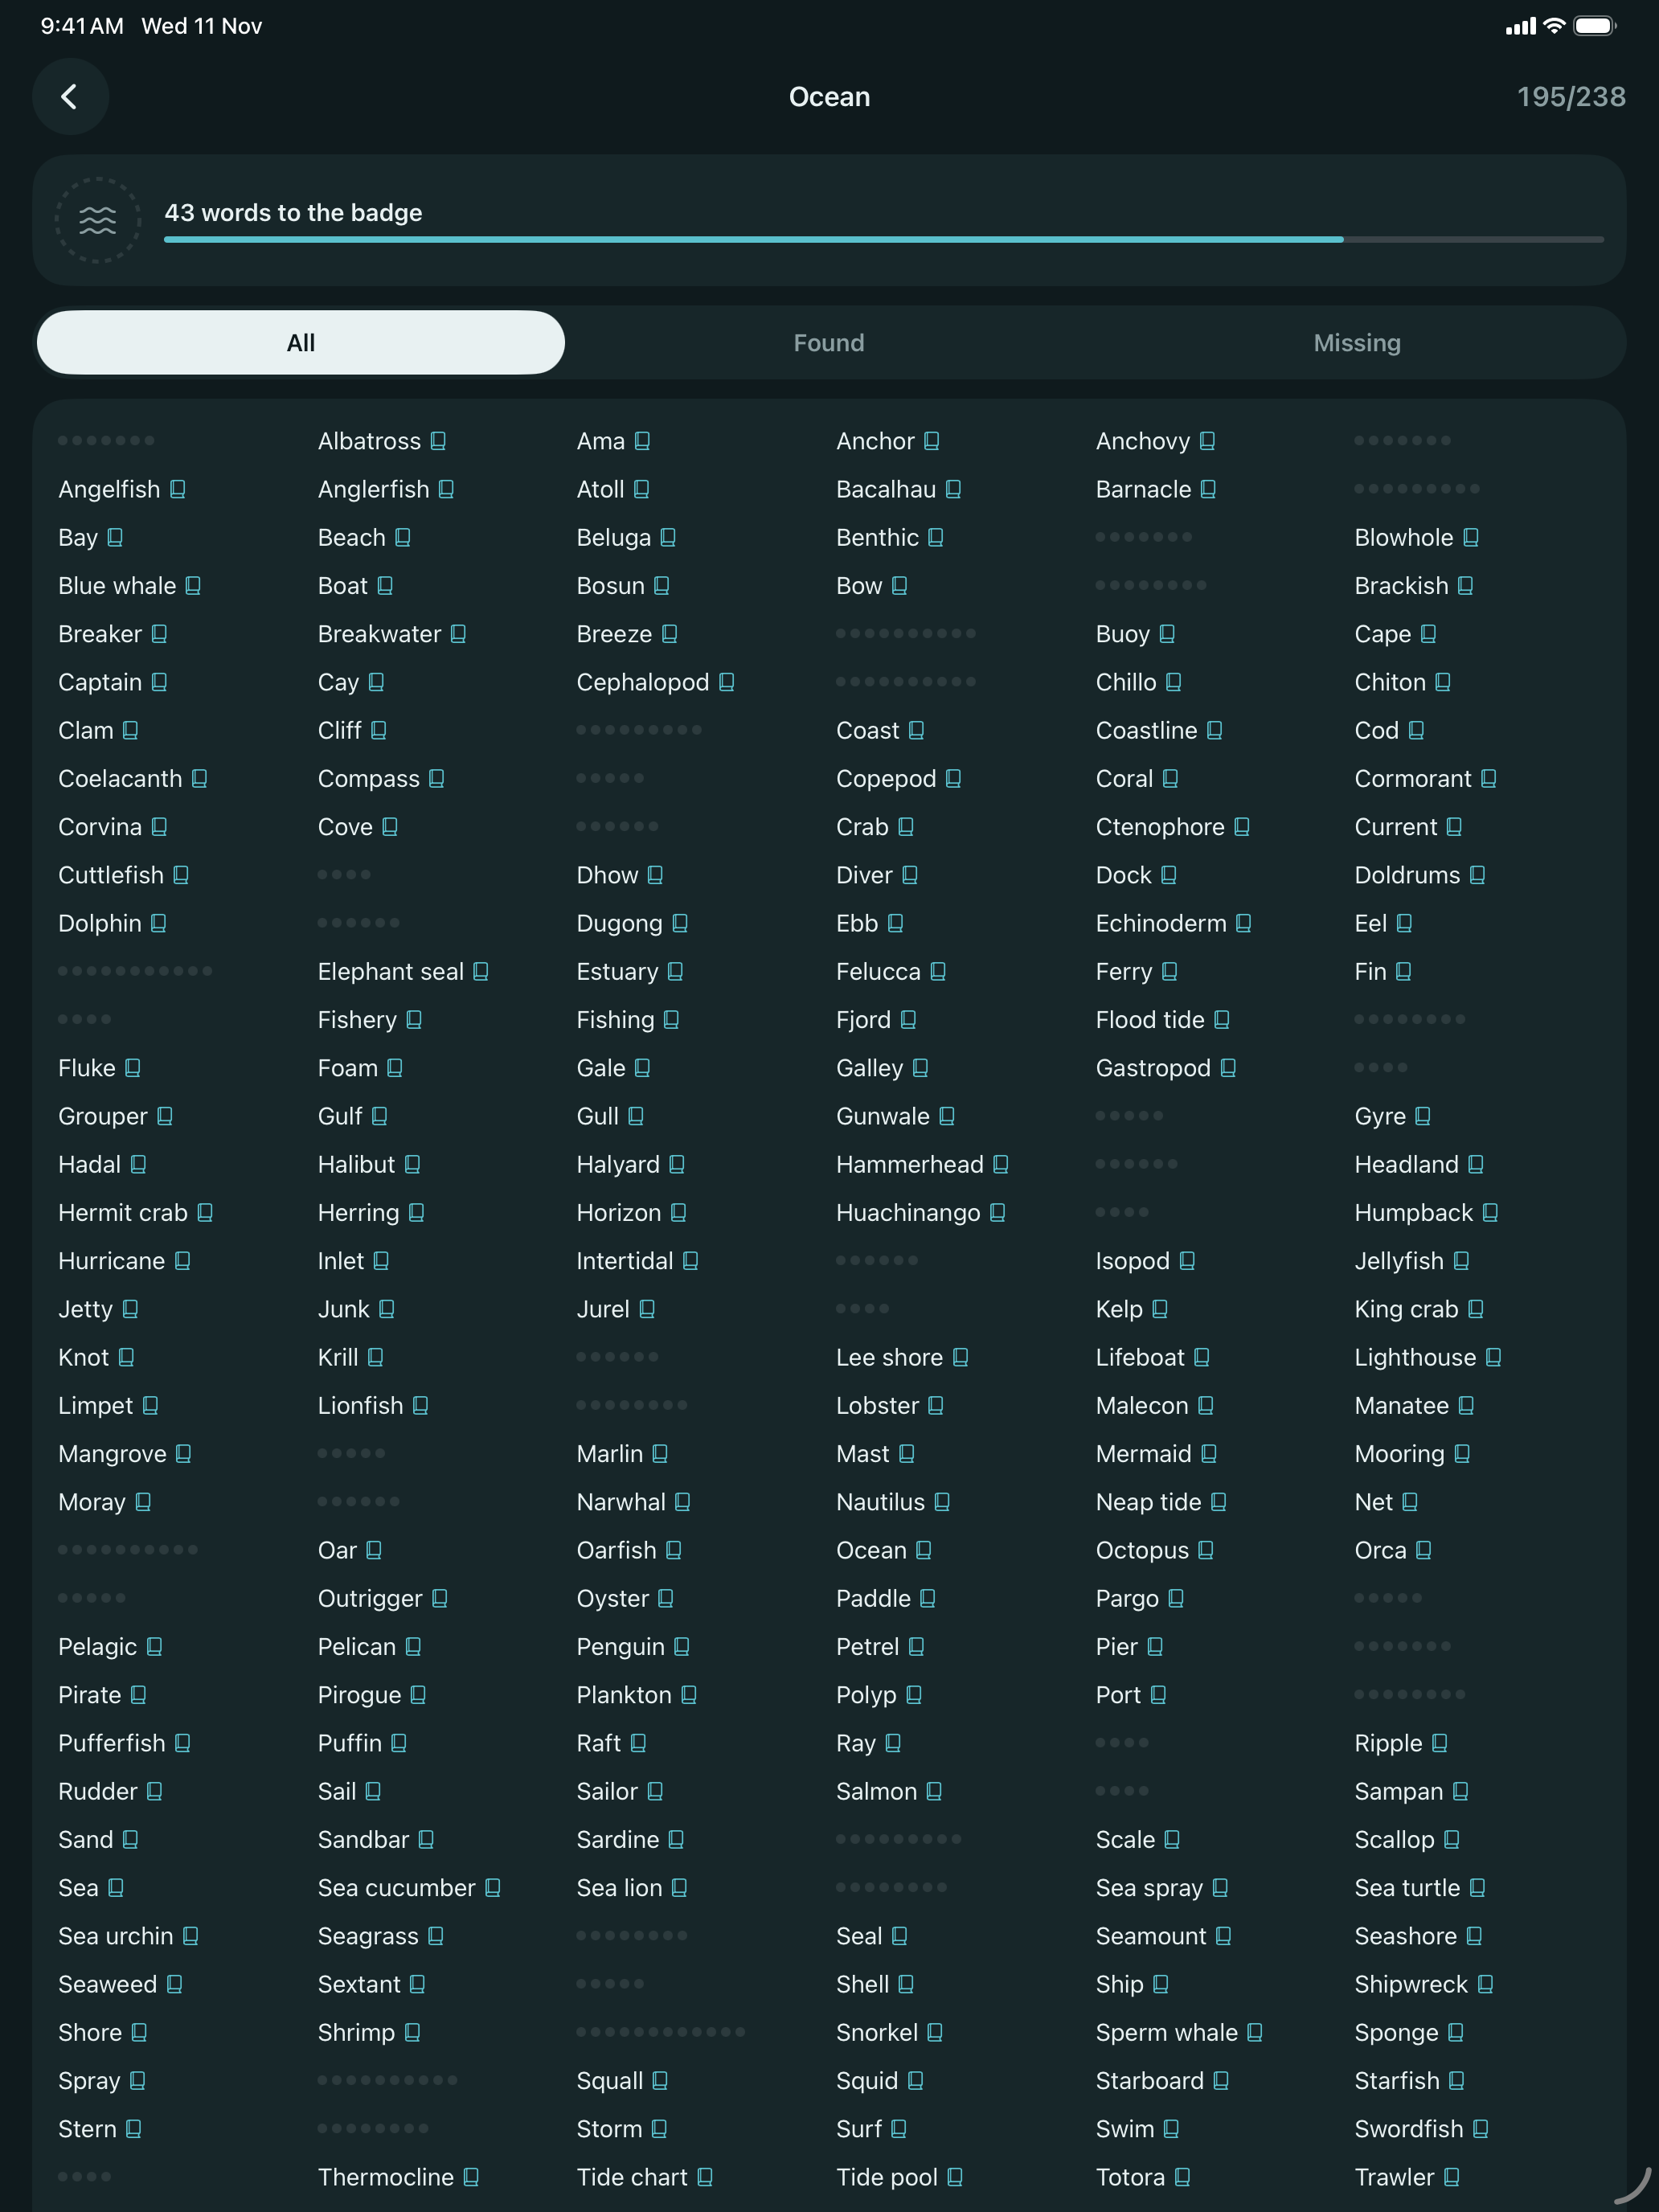 9:41 AM Wed 11 Nov
Ocean
195/238
43 words to the badge
All Found Missing
Albatross Ama Anchor Anchovy
Angelfish Anglerfish Atoll Bacalhau Barnacle
Bay Beach Beluga Benthic Blowhole
Blue whale Boat Bosun Bow Brackish
Breaker Breakwater Breeze Buoy Cape
Captain Cay Cephalopod Chillo Chiton
Clam Cliff Coast Coastline Cod
Coelacanth Compass Copepod Coral Cormorant
Corvina Cove Crab Ctenophore Current
Cuttlefish Dhow Diver Dock Doldrums
Dolphin Dugong Ebb Echinoderm Eel
Elephant seal Estuary Felucca Ferry Fin
Fishery Fishing Fjord Flood tide
Fluke Foam Gale Galley Gastropod
Grouper Gulf Gull Gunwale Gyre
Hadal Halibut Halyard Hammerhead Headland
Hermit crab Herring Horizon Huachinango Humpback
Hurricane Inlet Intertidal Isopod Jellyfish
Jetty Junk Jurel Kelp King crab
Knot Krill Lee shore Lifeboat Lighthouse
Limpet Lionfish Lobster Malecon Manatee
Mangrove Marlin Mast Mermaid Mooring
Moray Narwhal Nautilus Neap tide Net
Oar Oarfish Ocean Octopus Orca
Outrigger Oyster Paddle Pargo
Pelagic Pelican Penguin Petrel Pier
Pirate Pirogue Plankton Polyp Port
Pufferfish Puffin Raft Ray Ripple
Rudder Sail Sailor Salmon Sampan
Sand Sandbar Sardine Scale Scallop
Sea Sea cucumber Sea lion Sea spray Sea turtle
Sea urchin Seagrass Seal Seamount Seashore
Seaweed Sextant Shell Ship Shipwreck
Shore Shrimp Snorkel Sperm whale Sponge
Spray Squall Squid Starboard Starfish
Stern Storm Surf Swim Swordfish
Thermocline Tide chart Tide pool Totora Trawler